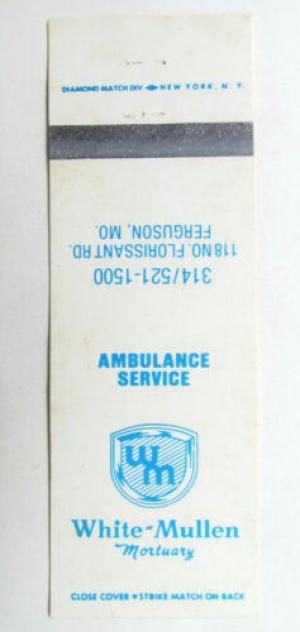 DIAMOND MATCH DIV NEW YORK, N. Y.
118 NO. FLORISSANT RD.
FERGUSON, MO.
314/521-1500
AMBULANCE
SERVICE
WM
White-Mullen
Mortuary
CLOSE COVER • STRIKE MATCH ON BACK